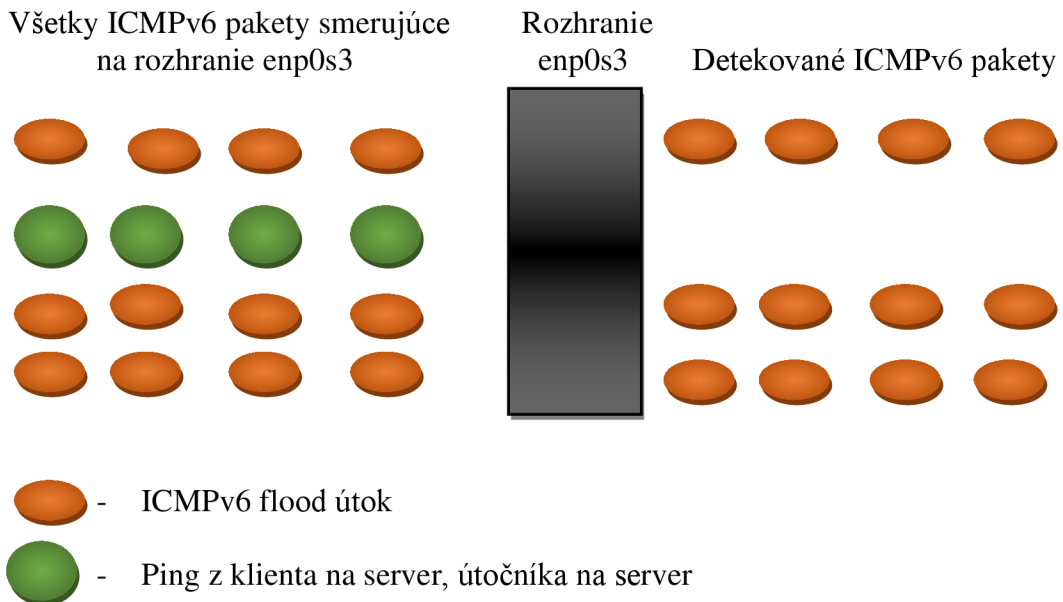 Všetky ICMPv6 pakety smerujúce
na rozhranie enp0s3
Rozhranie
enp0s3
Detekované ICMPv6 pakety
- ICMPv6 flood útok
- Ping z klienta na server, útočníka na server